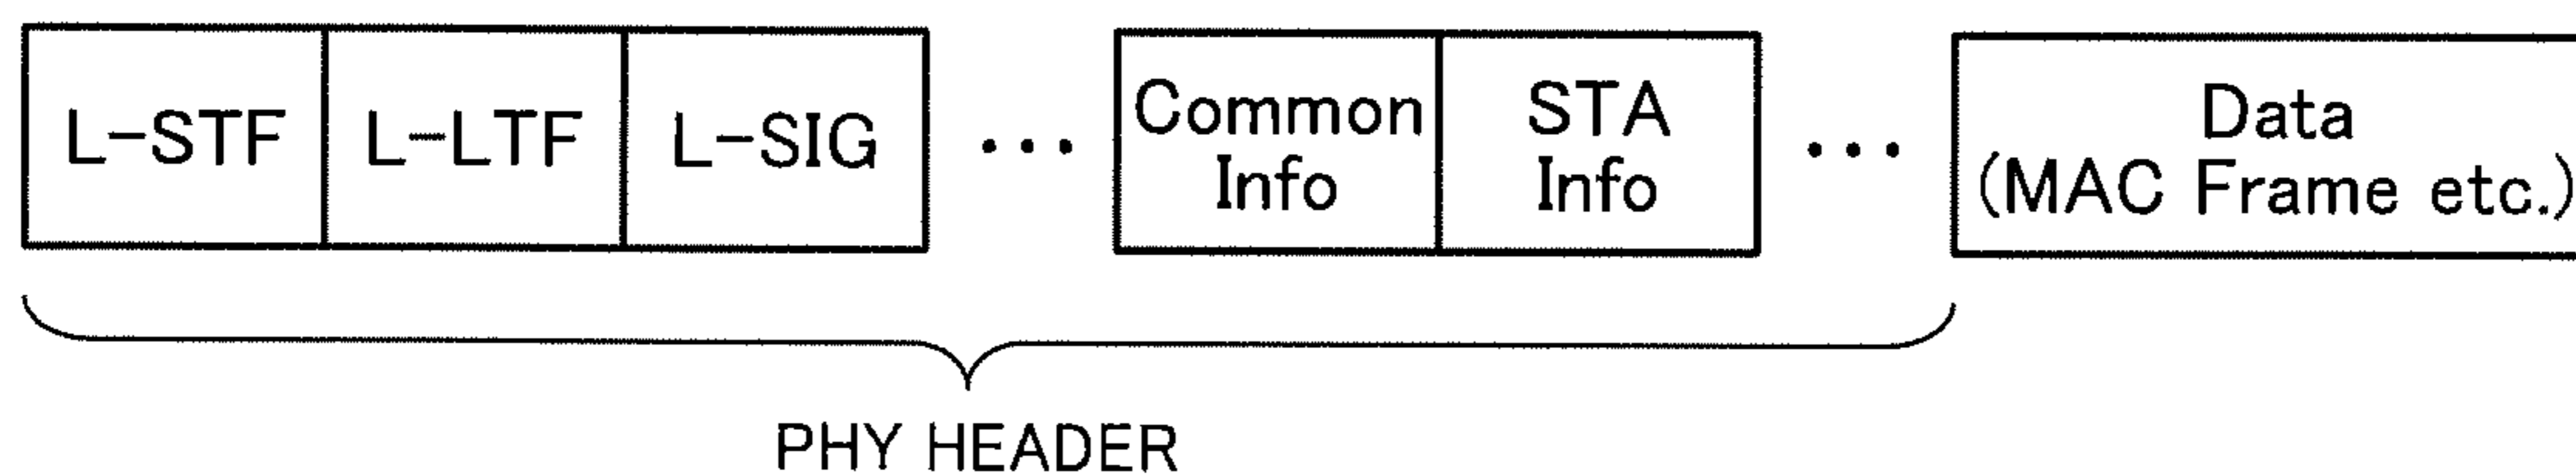 L-STF L-LTF L-SIG ... Common Info STA Info ... Data (MAC Frame etc.)
PHY HEADER